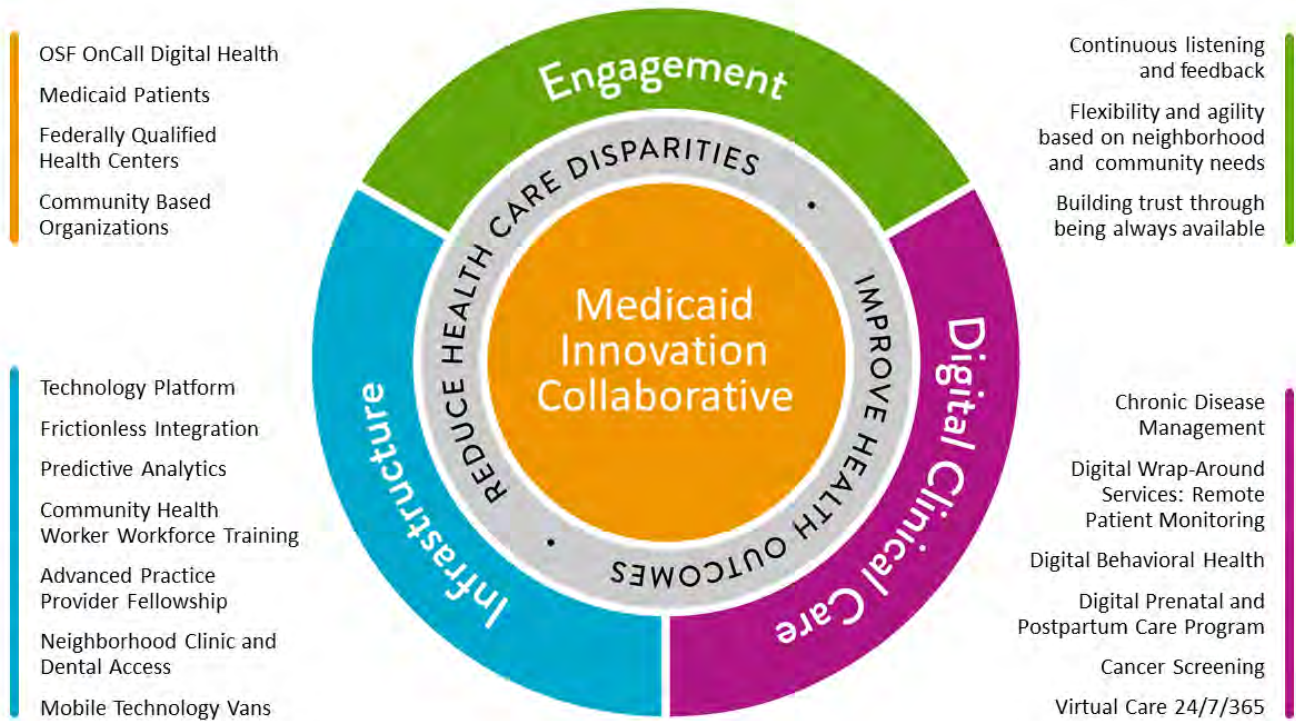 OSF OnCall Digital Health
Medicaid Patients
Federally Qualified
Health Centers
Community Based
Organizations
Technology Platform
Frictionless Integration
Predictive Analytics
Community Health
Worker Workforce Training
Advanced Practice
Provider Fellowship
Neighborhood Clinic and
Dental Access
Mobile Technology Vans
Engagement
Infrastructure
Digital Clinical Care
REDUCE HEALTH CARE DISPARITIES •
IMPROVE HEALTH OUTCOMES •
Medicaid
Innovation
Collaborative
Continuous listening
and feedback
Flexibility and agility
based on neighborhood
and community needs
Building trust through
being always available
Chronic Disease
Management
Digital Wrap-Around
Services: Remote
Patient Monitoring
Digital Behavioral Health
Digital Prenatal and
Postpartum Care Program
Cancer Screening
Virtual Care 24/7/365